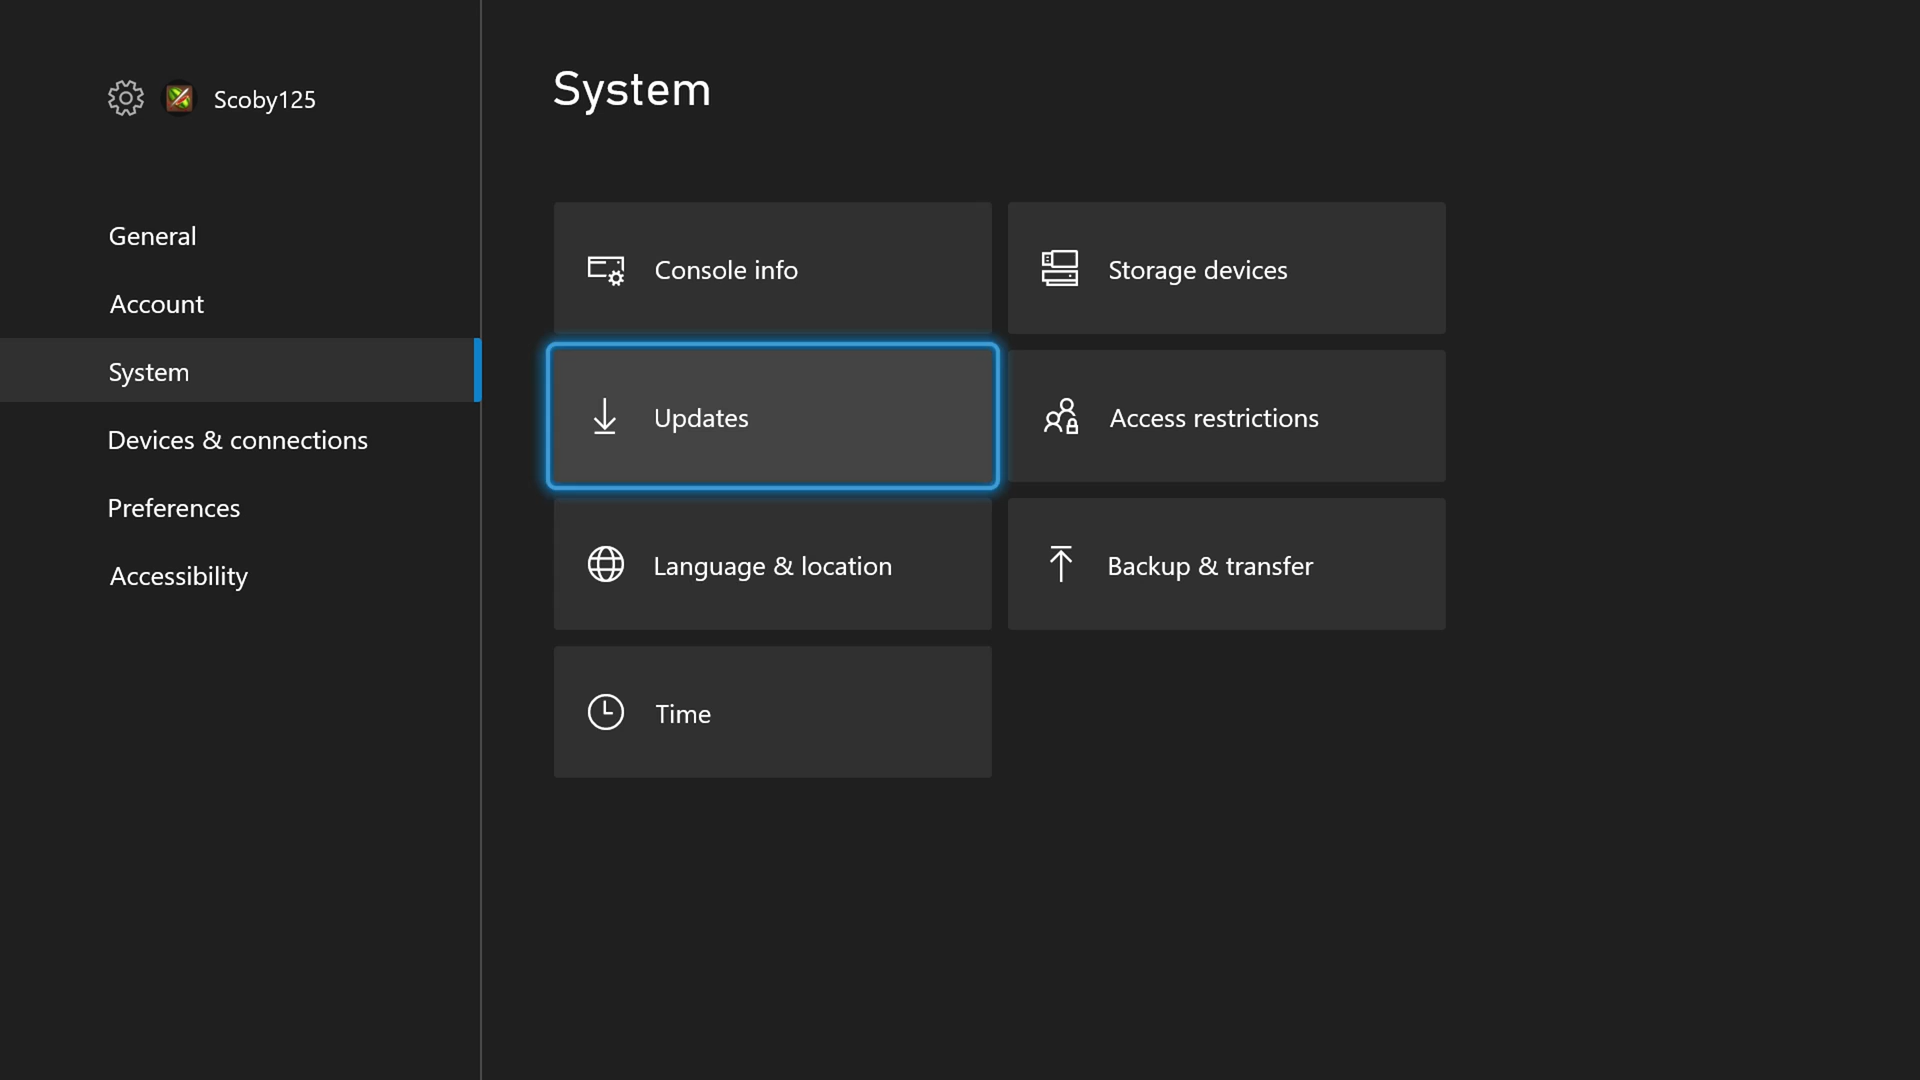 Scoby125
General
Account
System
Devices & connections
Preferences
Accessibility
System
Console info
Storage devices
Updates
Access restrictions
Language & location
Backup & transfer
Time